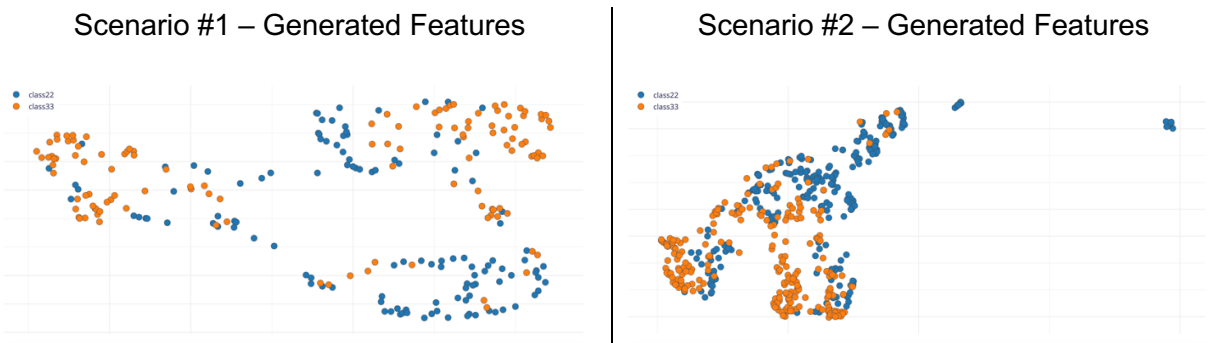 Scenario #1 – Generated Features
class22
class33
Scenario #2 – Generated Features
class22
class33